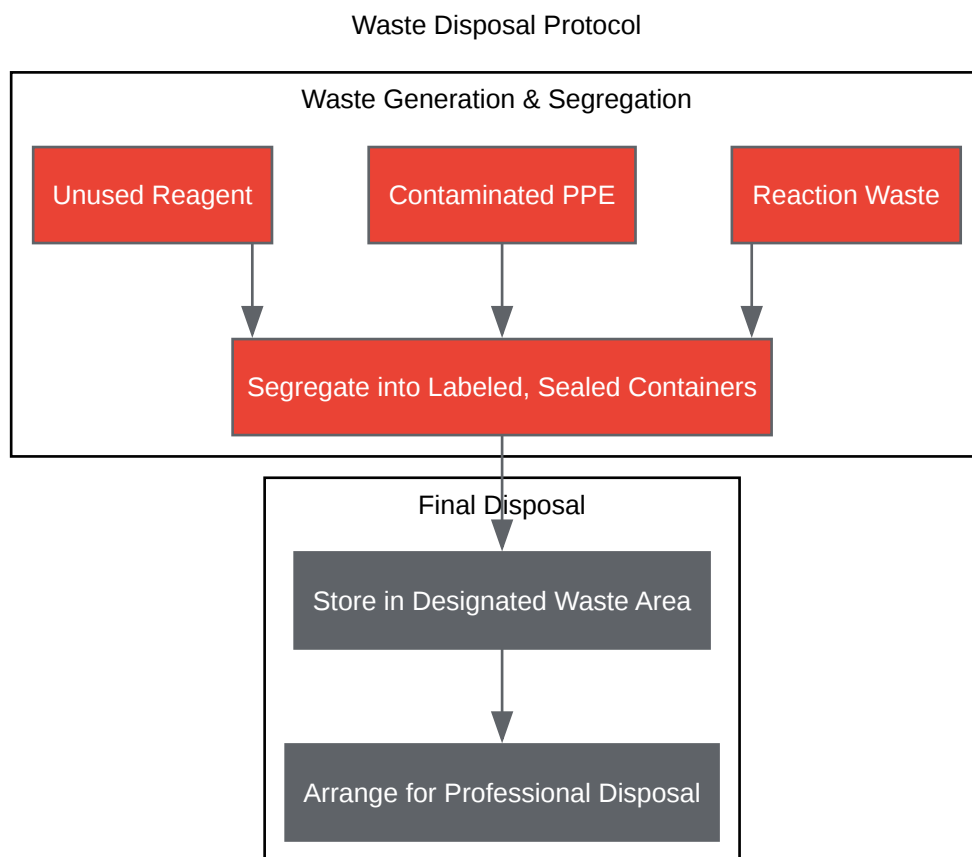 Waste Disposal Protocol
Waste Generation & Segregation
Unused Reagent
Contaminated PPE
Reaction Waste
Segregate into Labeled, Sealed Containers
Final Disposal
Store in Designated Waste Area
Arrange for Professional Disposal